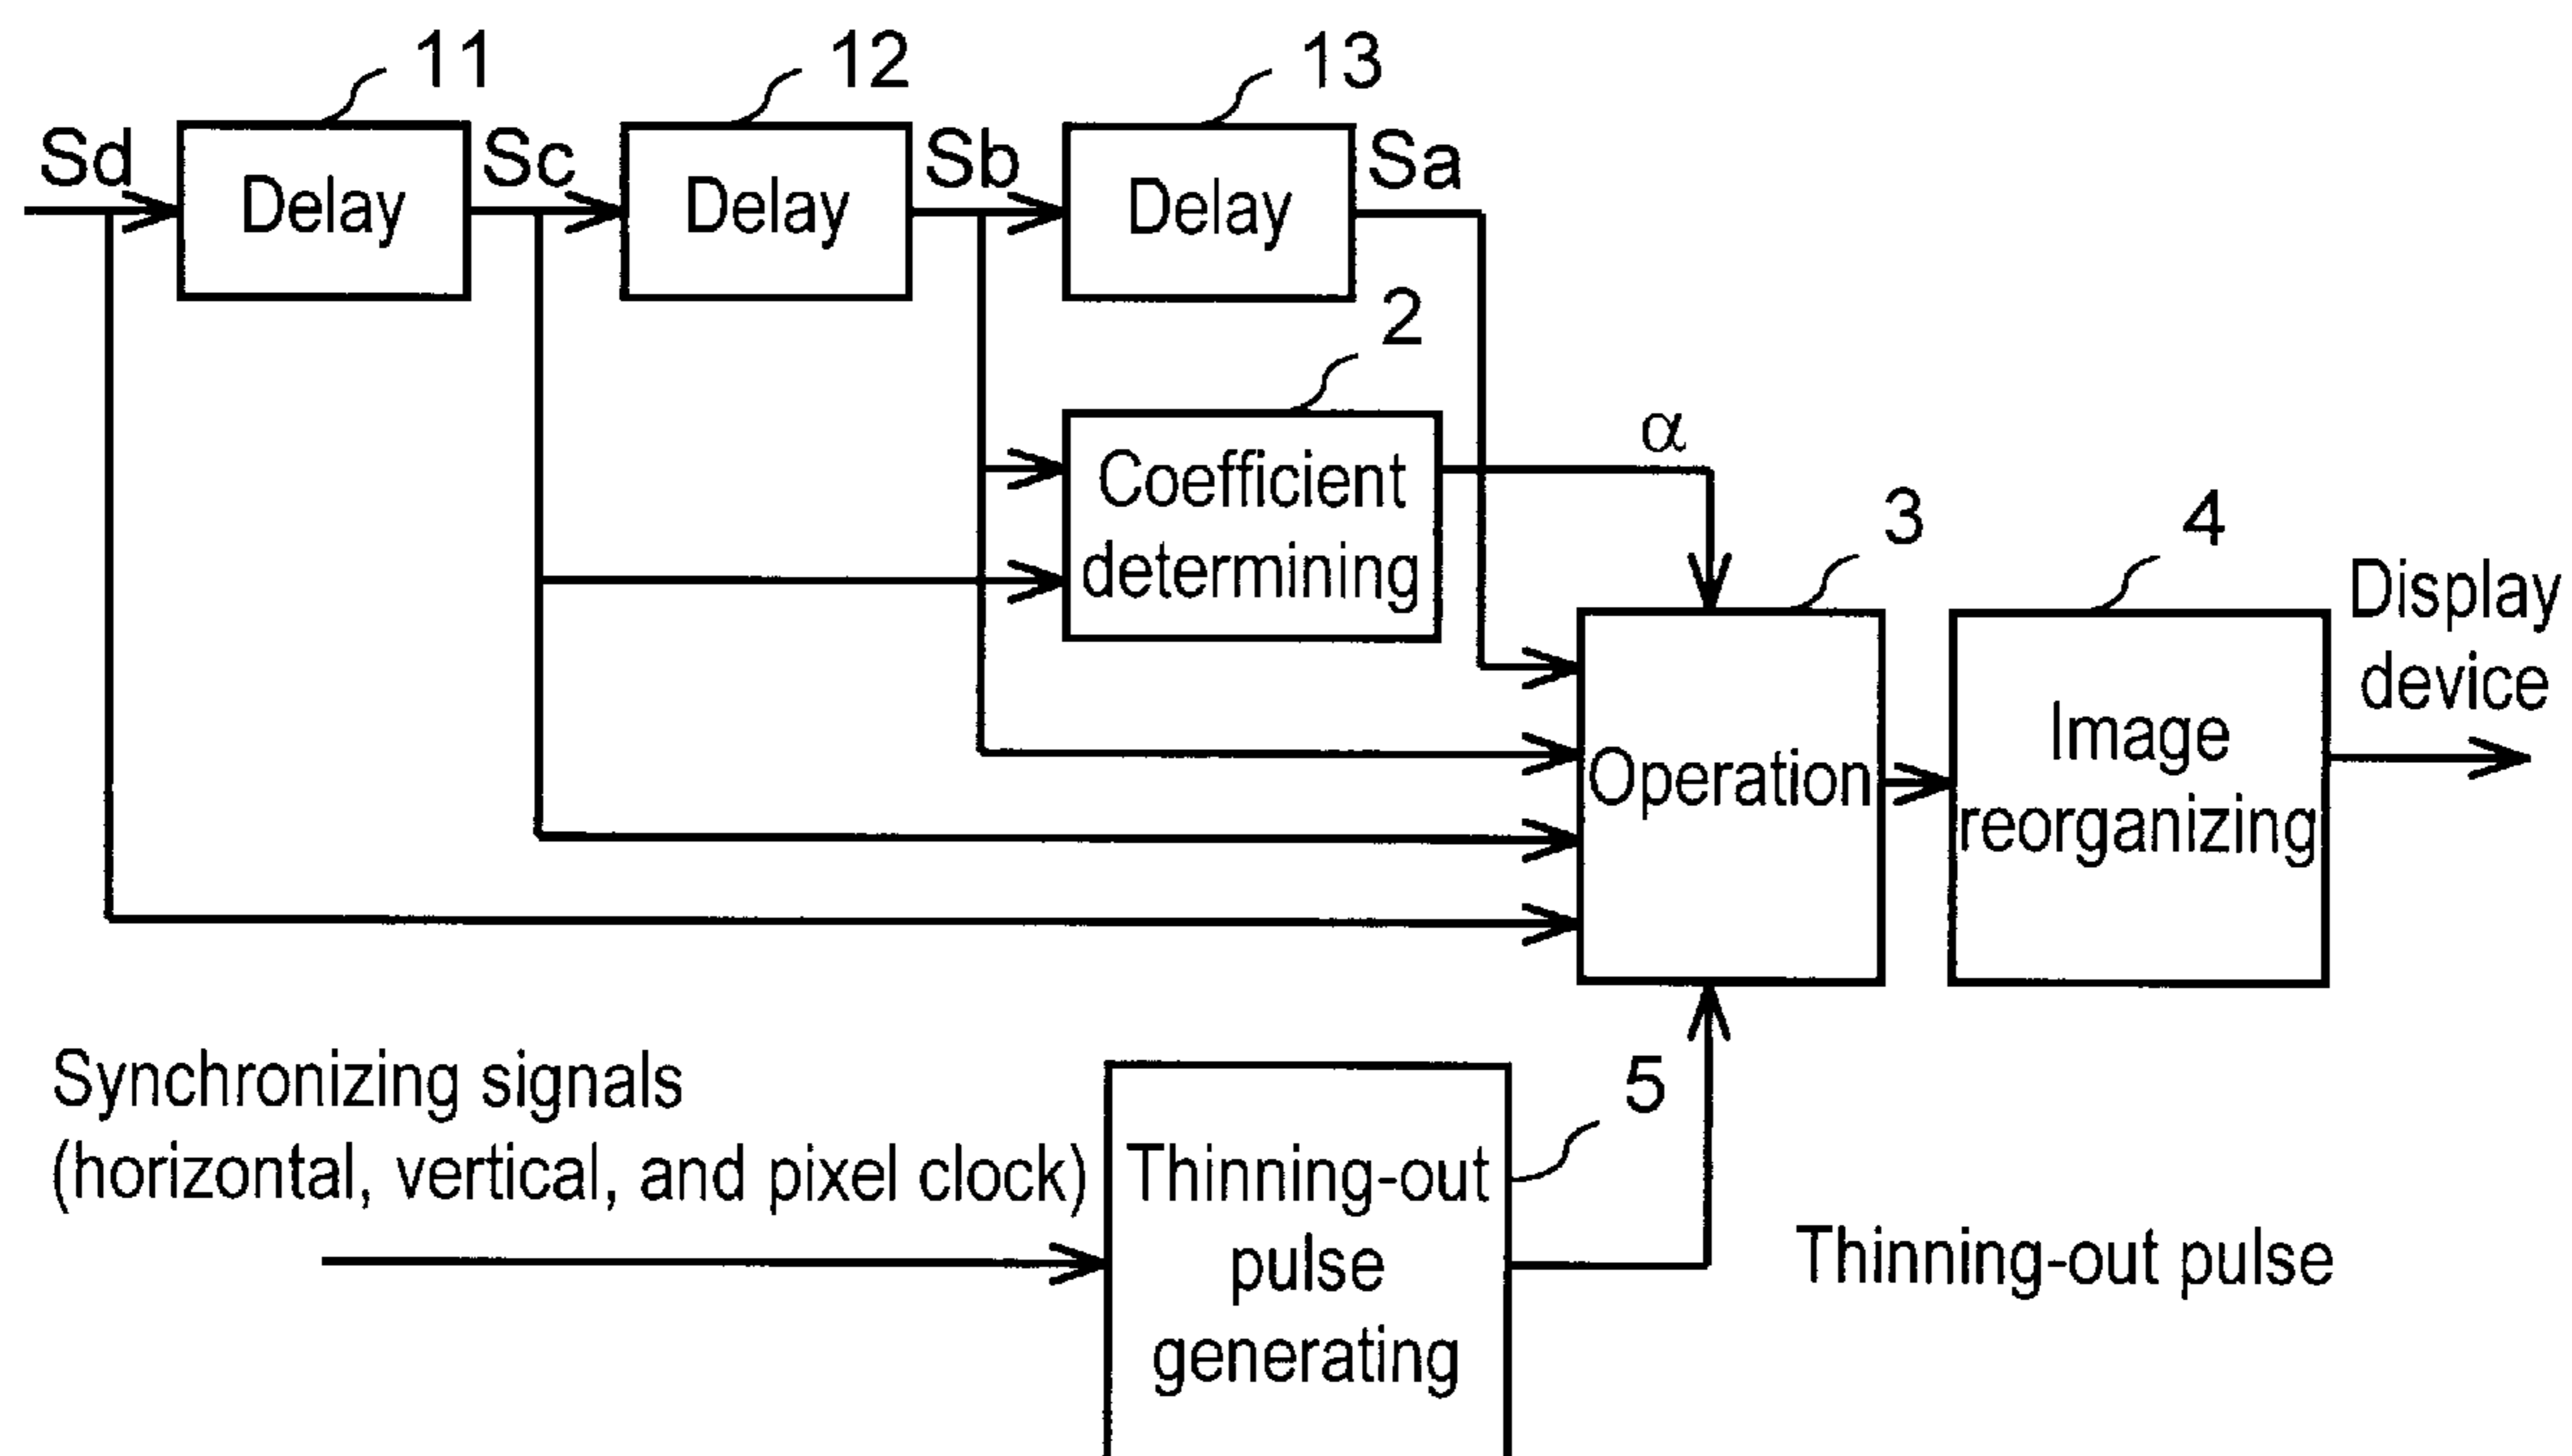 11
12
13
Sd
Delay
Sc
Delay
Sb
Delay
Sa
2
Coefficient
determining
α
3
4
Operation
Image
reorganizing
Display
device
Synchronizing signals
(horizontal, vertical, and pixel clock)
5
Thinning-out
pulse
generating
Thinning-out pulse